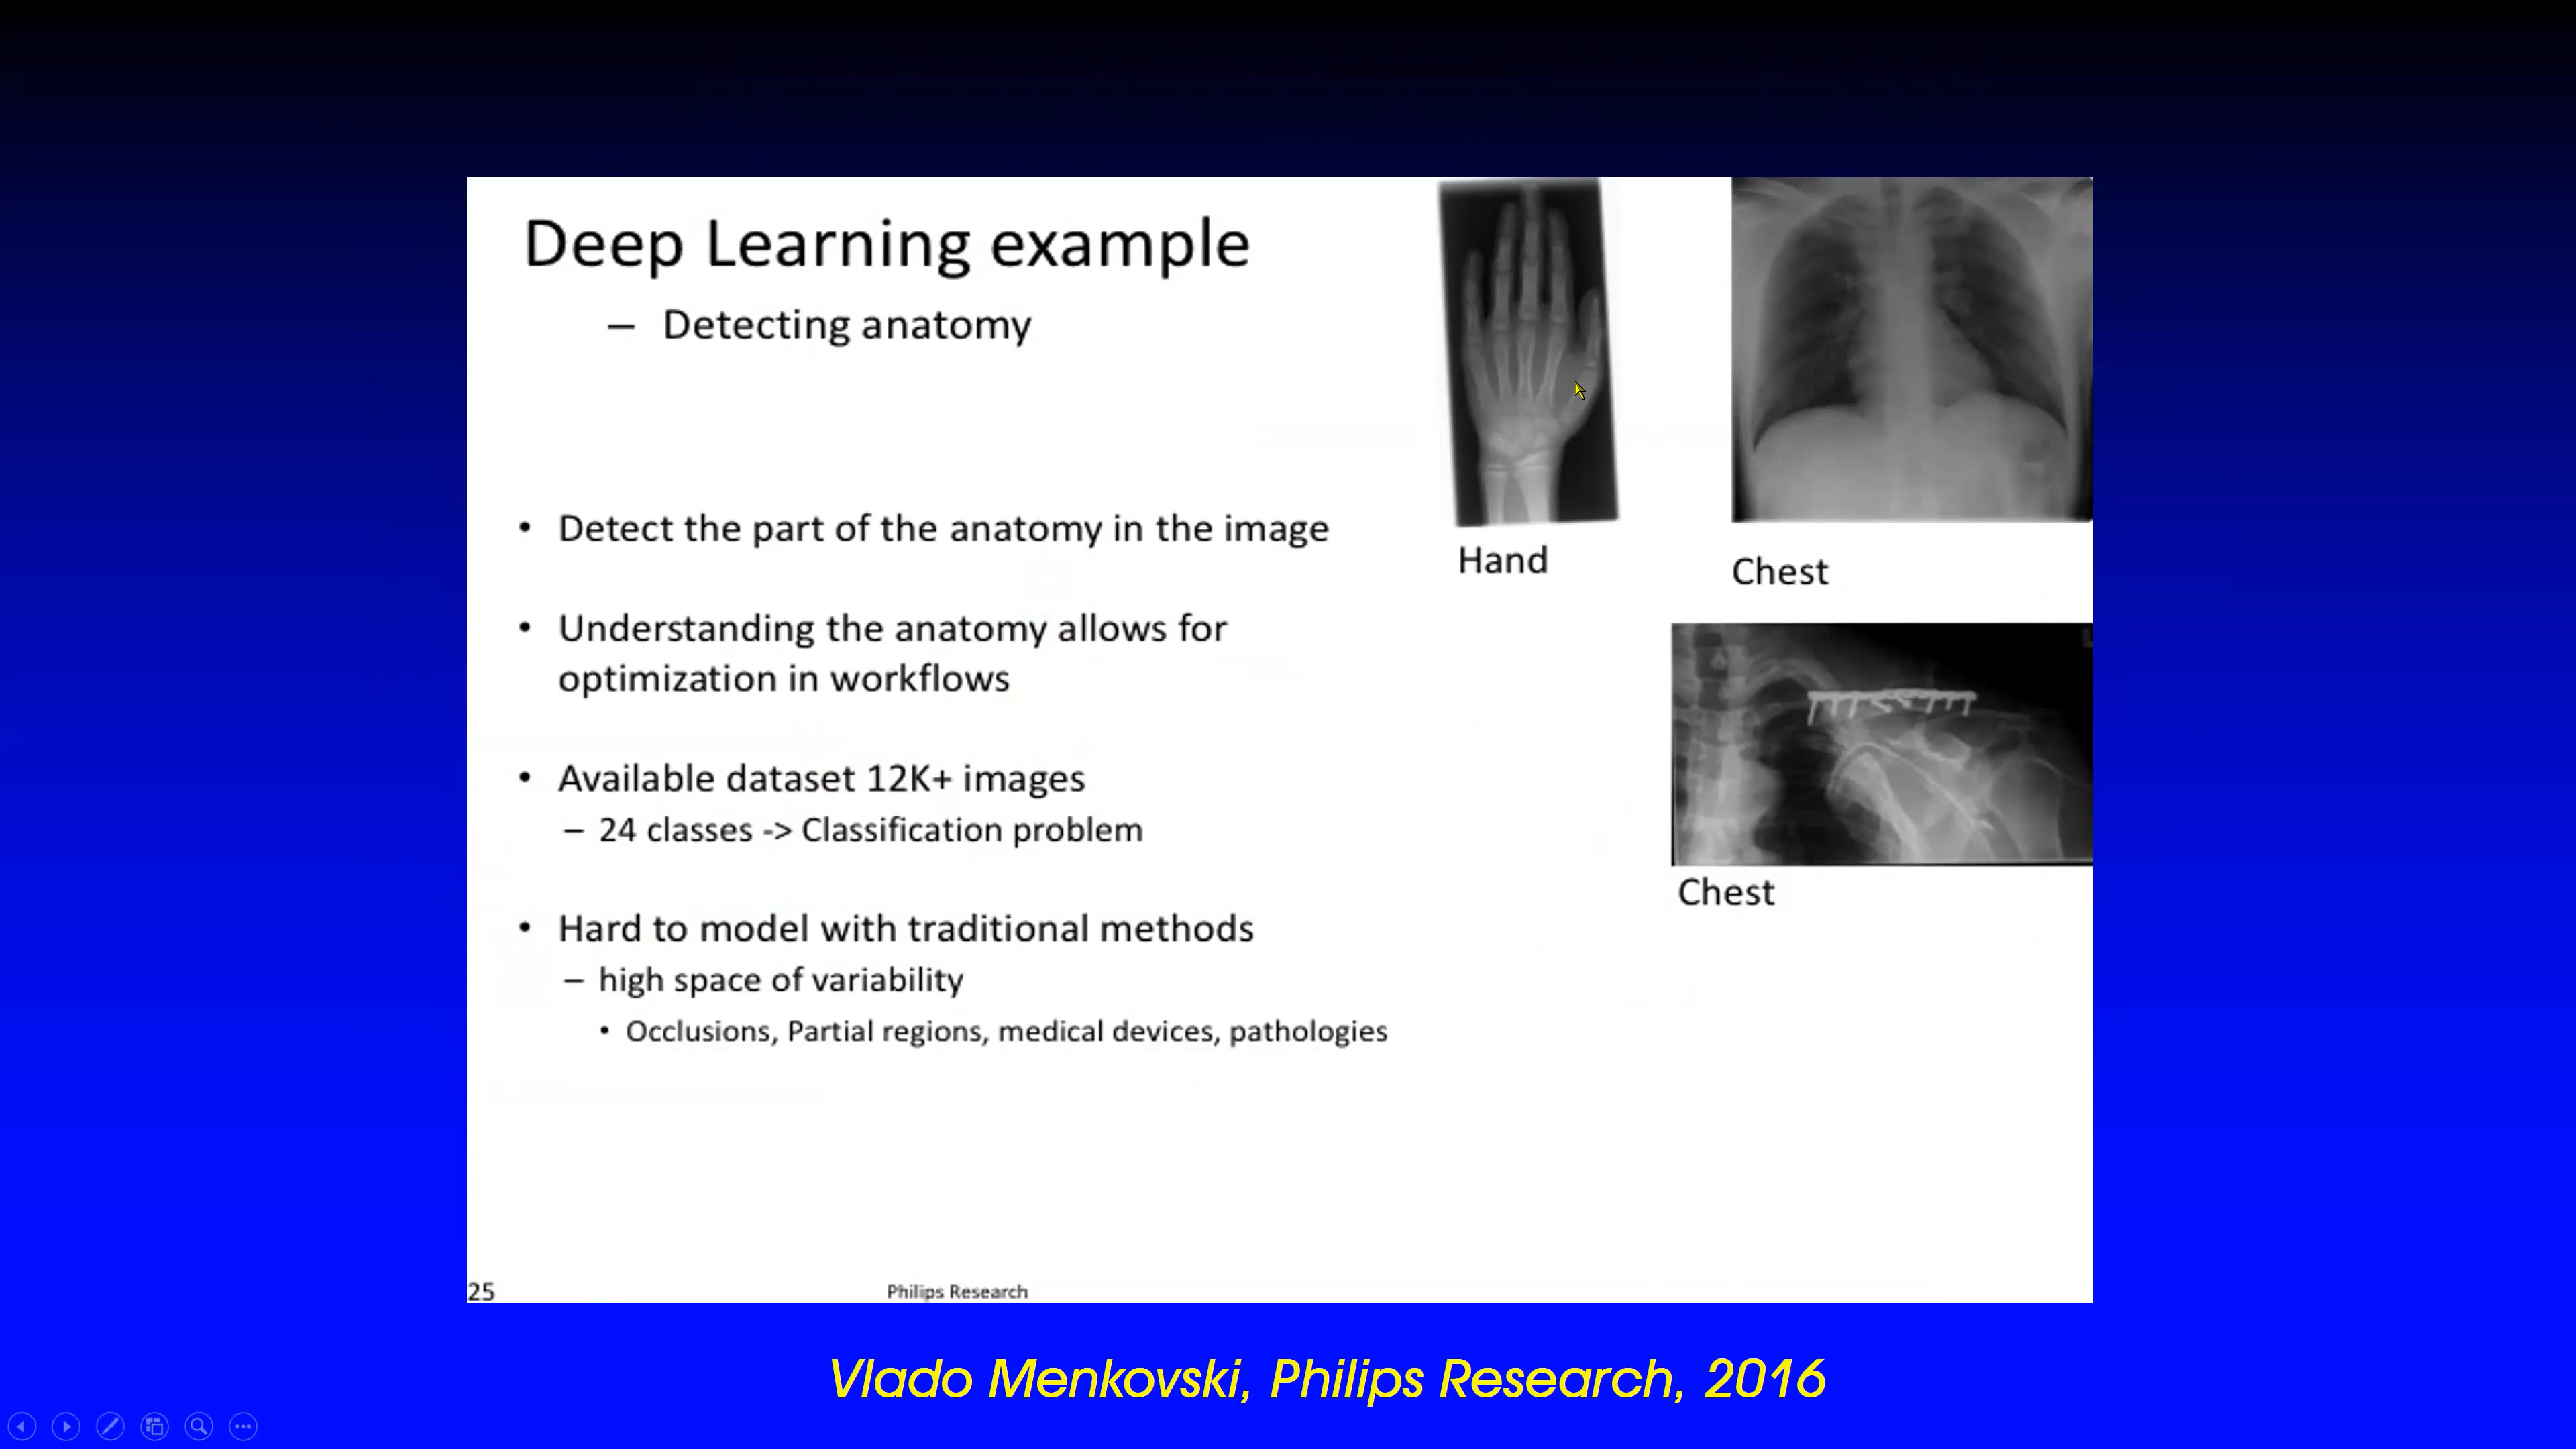 Deep Learning example
– Detecting anatomy
• Detect the part of the anatomy in the image
• Understanding the anatomy allows for
optimization in workflows
• Available dataset 12K+ images
– 24 classes -> Classification problem
• Hard to model with traditional methods
– high space of variability
• Occlusions, Partial regions, medical devices, pathologies
Hand
Chest
Chest
25
Philips Research
Vlado Menkovski, Philips Research, 2016